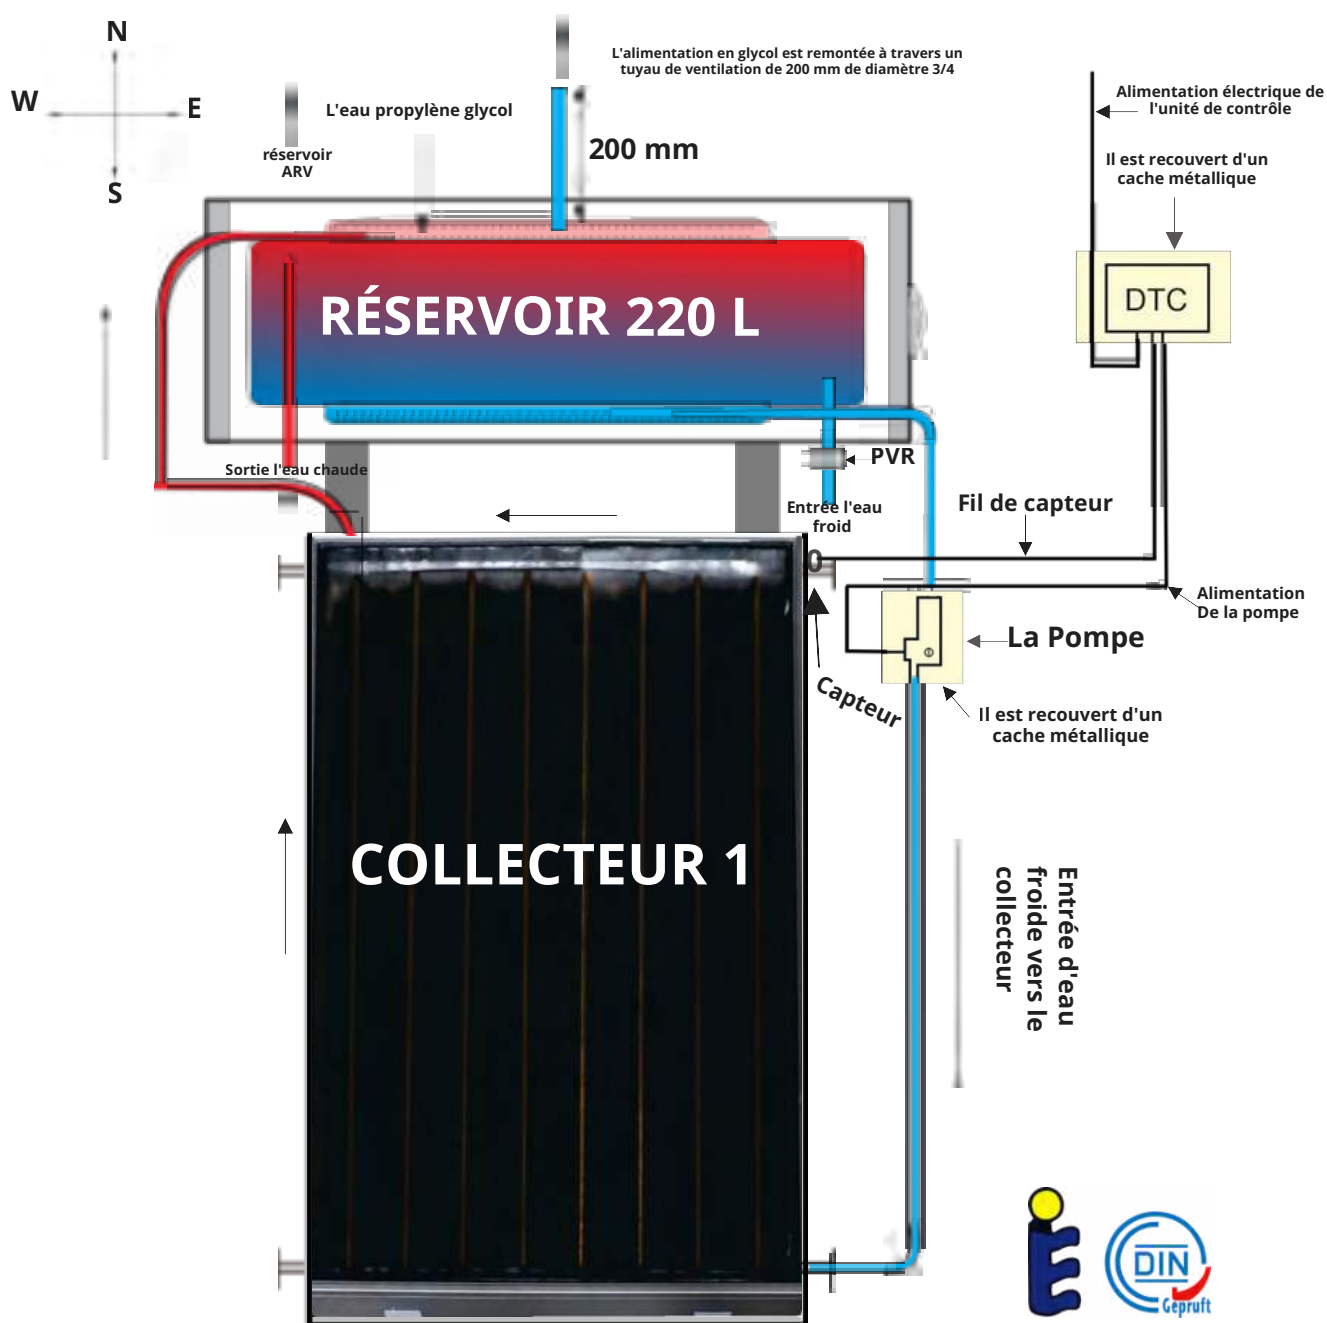 N
W
E
S
L'alimentation en glycol est remontée à travers un
tuyau de ventilation de 200 mm de diamètre 3/4
L'eau propylène glycol
200 mm
réservoir
ARV
Alimentation électrique de
l'unité de contrôle
Il est recouvert d'un
cache métallique
DTC
RÉSERVOIR 220 L
Sortie l'eau chaude
PVR
Entrée l'eau
froid
Fil de capteur
0
Alimentation
De la pompe
La Pompe
Capteur
Il est recouvert d'un
cache métallique
COLLECTEUR 1
Entrée d'eau
froide vers le
collecteur
DIN
Gepruft